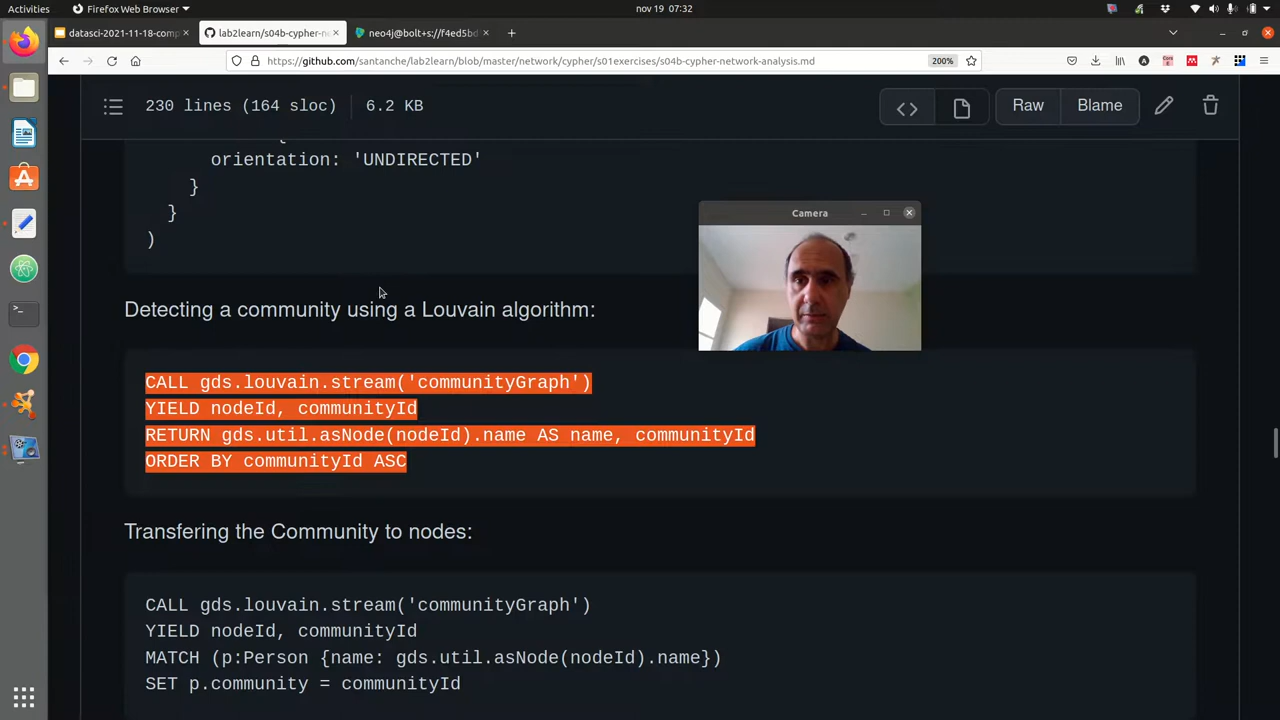 Activities
Firefox Web Browser
nov 19 07:32
datasci-2021-11-18-comp
lab2learn/s04b-cypher-ne
neo4j@bolt+s://f4ed5bd
https://github.com/santanche/lab2learn/blob/master/network/cypher/s01exercises/s04b-cypher-network-analysis.md
200%
230 lines (164 sloc)
6.2 KB
Raw
Blame
{
orientation: 'UNDIRECTED'
}
}
)
Camera
Detecting a community using a Louvain algorithm:
CALL gds.louvain.stream('communityGraph')
YIELD nodeId, communityId
RETURN gds.util.asNode(nodeId).name AS name, communityId
ORDER BY communityId ASC
Transfering the Community to nodes:
CALL gds.louvain.stream('communityGraph')
YIELD nodeId, communityId
MATCH (p:Person {name: gds.util.asNode(nodeId).name})
SET p.community = communityId